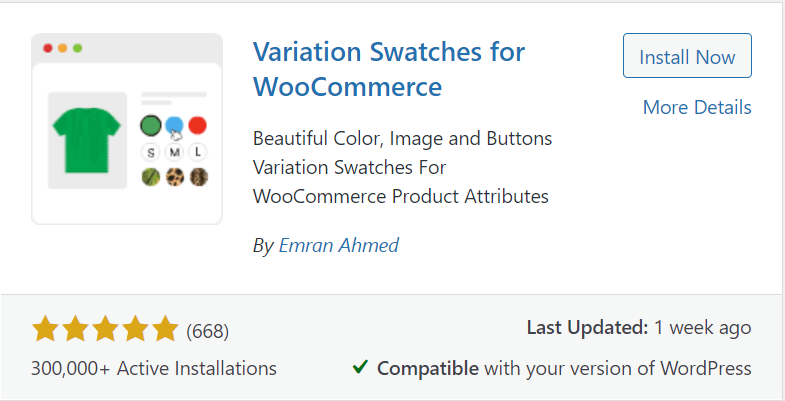 Variation Swatches for
WooCommerce
Install Now
More Details
Beautiful Color, Image and Buttons
Variation Swatches For
WooCommerce Product Attributes
By Emran Ahmed
S M L
(668)
Last Updated: 1 week ago
300,000+ Active Installations
Compatible with your version of WordPress